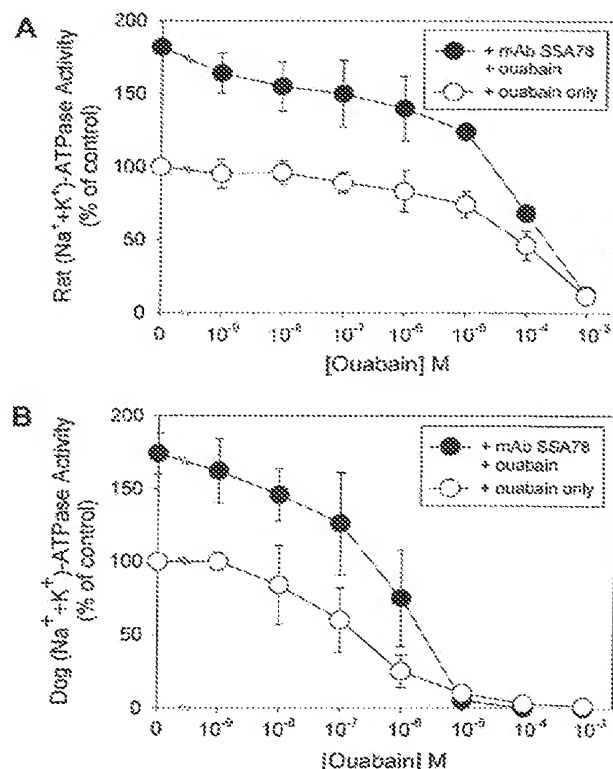 A
200
150
100
50
0
Rat (Na⁺+K⁺)-ATPase Activity
(% of control)
+ mAb SSA78
+ ouabain
+ ouabain only
0 10⁻⁹ 10⁻⁸ 10⁻⁷ 10⁻⁶ 10⁻⁵ 10⁻⁴ 10⁻³
[Ouabain] M
B
200
150
100
50
0
Dog (Na⁺+K⁺)-ATPase Activity
(% of control)
+ mAb SSA78
+ ouabain
+ ouabain only
0 10⁻⁹ 10⁻⁸ 10⁻⁷ 10⁻⁶ 10⁻⁵ 10⁻⁴ 10⁻³
[Ouabain] M